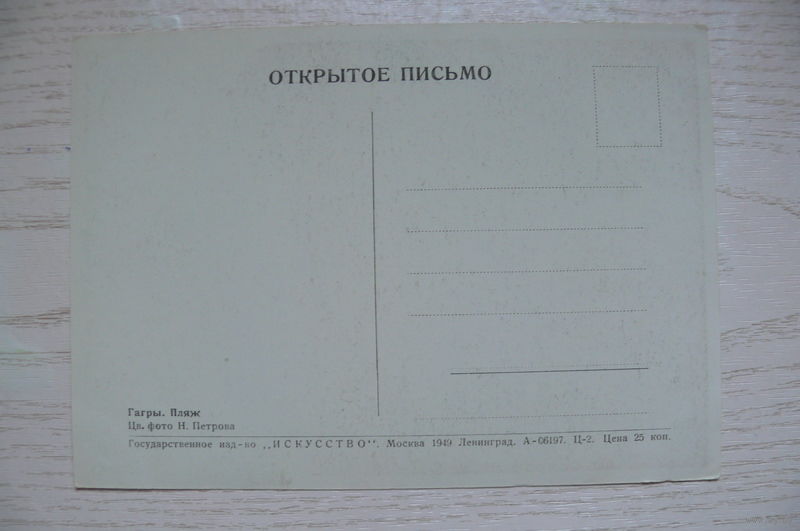 ОТКРЫТОЕ ПИСЬМО
Гагры. Пляж
Цв. фото Н. Петрова
Государственное изд-во „ИСКУССТВО“. Москва 1949 Ленинград. А-06197. Ц-2. Цена 25 коп.